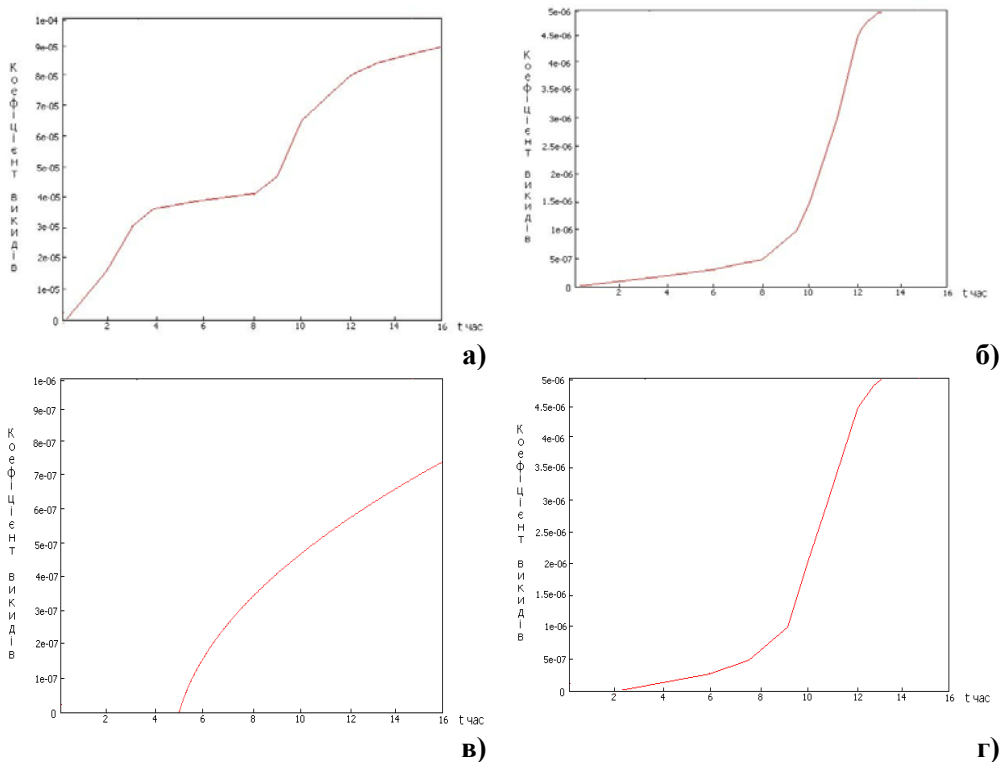 1e-04
9e-05
8e-05
7e-05
6e-05
5e-05
4e-05
3e-05
2e-05
1e-05
0
Коефіцієнт викидів
2 4 6 8 10 12 14 16 t час
а)
5e-06
4.5e-06
4e-06
3.5e-06
3e-06
2.5e-06
2e-06
1.5e-06
1e-06
5e-07
0
Коефіцієнт викидів
2 4 6 8 10 12 14 16 t час
б)
1e-06
9e-07
8e-07
7e-07
6e-07
5e-07
4e-07
3e-07
2e-07
1e-07
0
Коефіцієнт викидів
2 4 6 8 10 12 14 16 t час
в)
5e-06
4.5e-06
4e-06
3.5e-06
3e-06
2.5e-06
2e-06
1.5e-06
1e-06
5e-07
0
Коефіцієнт викидів
2 4 6 8 10 12 14 16 t час
г)